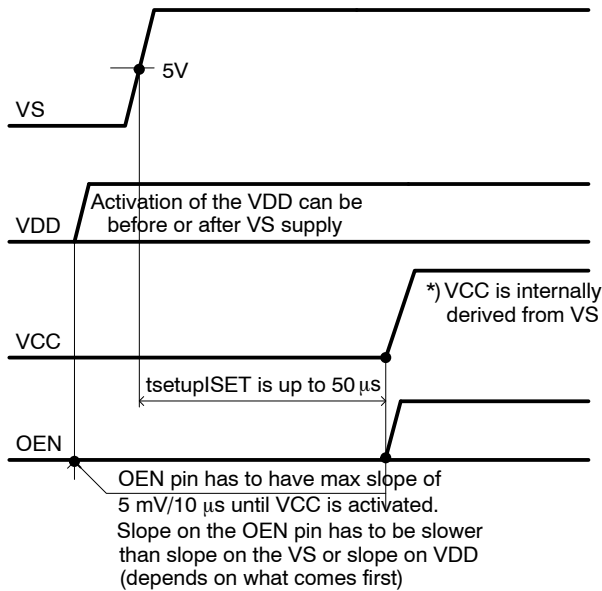 5V
VS
Activation of the VDD can be
VDD
before or after VS supply
*) VCC is internally
derived from VS
VCC
tsetupISET is up to 50 μs
OEN
OEN pin has to have max slope of
5 mV/10 μs until VCC is activated.
Slope on the OEN pin has to be slower
than slope on the VS or slope on VDD
(depends on what comes first)